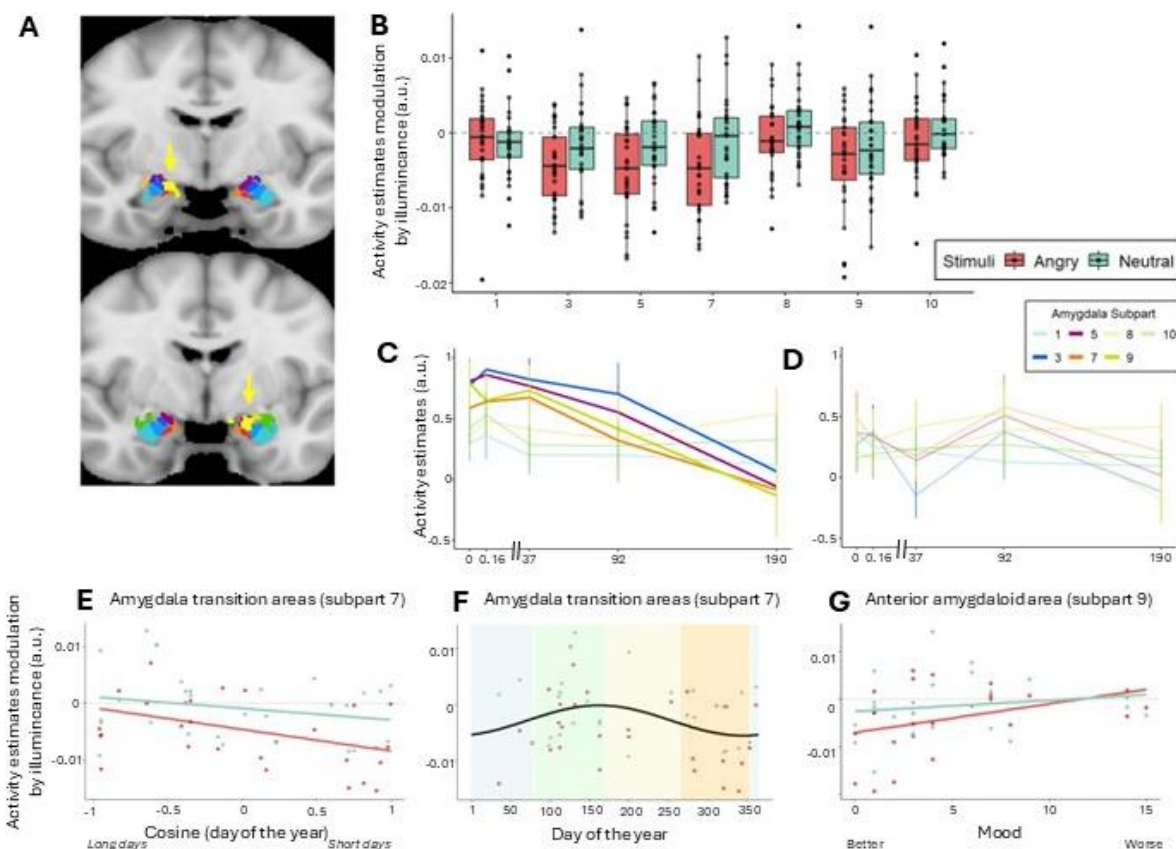 A
B
Activity estimates modulation
by illumincance (a.u.)
0.01
0
-0.01
-0.02
1 3 5 7 8 9 10
Stimuli Angry Neutral
Amygdala Subpart
1 5 8 10
3 7 9
C
Activity estimates (a.u.)
1
0.5
0
-0.5
0 0.16 37 92 190
D
1
0.5
0
-0.5
0 0.16 37 92 190
Activity estimates modulation
by illumincance (a.u.)
E Amygdala transition areas (subpart 7)
0.01
0
-0.01
-1 -0.5 0 0.5 1
Cosine (day of the year)
Long days Short days
F Amygdala transition areas (subpart 7)
0.01
0
-0.01
1 50 100 150 200 250 310 350
Day of the year
G Anterior amygdaloid area (subpart 9)
0.01
0
-0.01
0 5 10 15
Mood
Better Worse